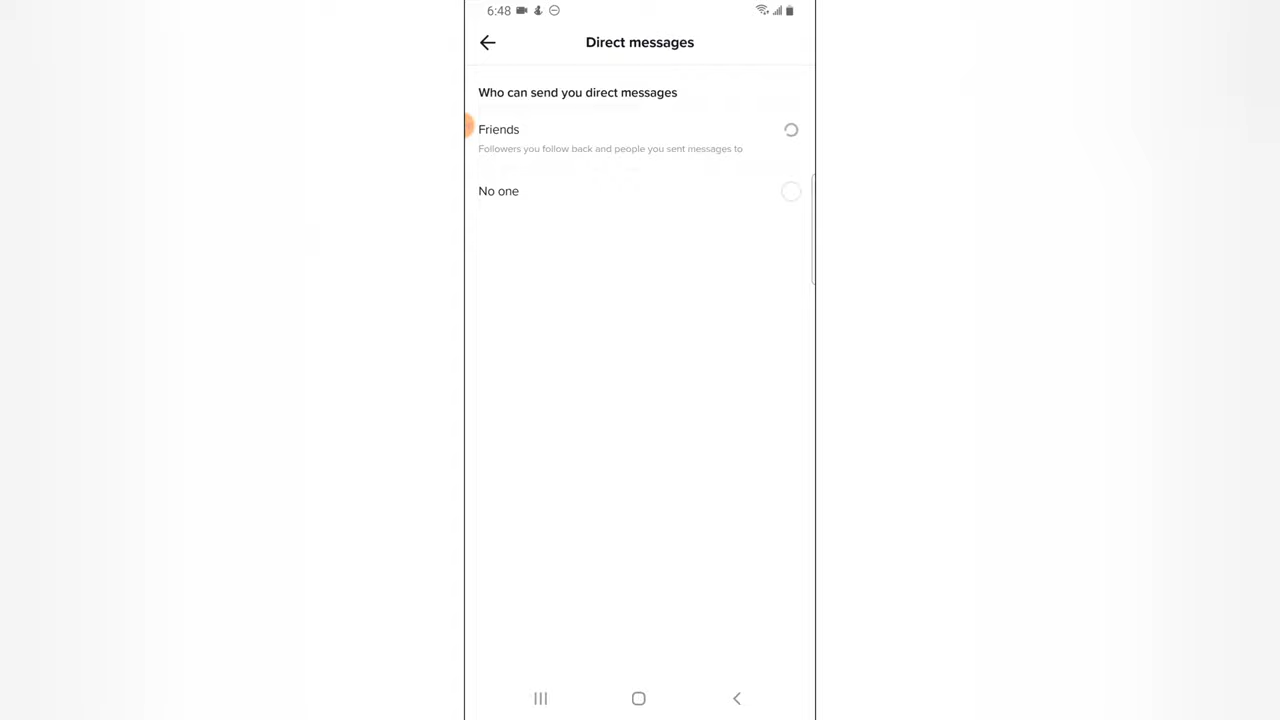 6:48
Direct messages
Who can send you direct messages
Friends
Followers you follow back and people you sent messages to
No one